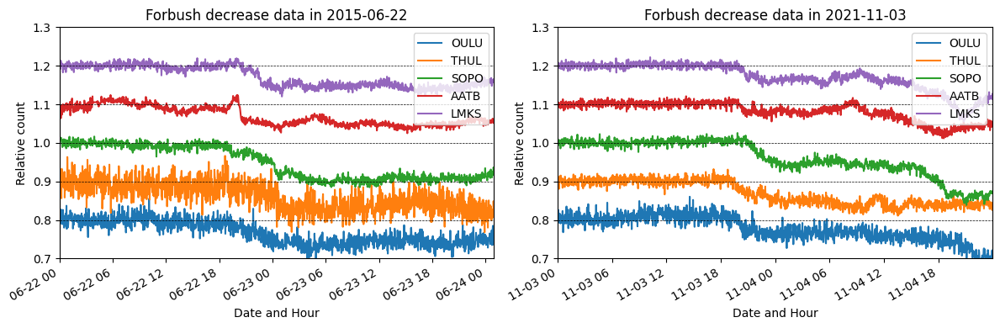 Forbush decrease data in 2015-06-22
Relative count
1.3
1.2
1.1
1.0
0.9
0.8
0.7
OULU
THUL
SOPO
AATB
LMKS
06-22 00
06-22 06
06-22 12
06-22 18
06-23 00
06-23 06
06-23 12
06-23 18
06-24 00
Date and Hour
Forbush decrease data in 2021-11-03
Relative count
1.3
1.2
1.1
1.0
0.9
0.8
0.7
OULU
THUL
SOPO
AATB
LMKS
11-03 00
11-03 06
11-03 12
11-03 18
11-04 00
11-04 06
11-04 12
11-04 18
Date and Hour